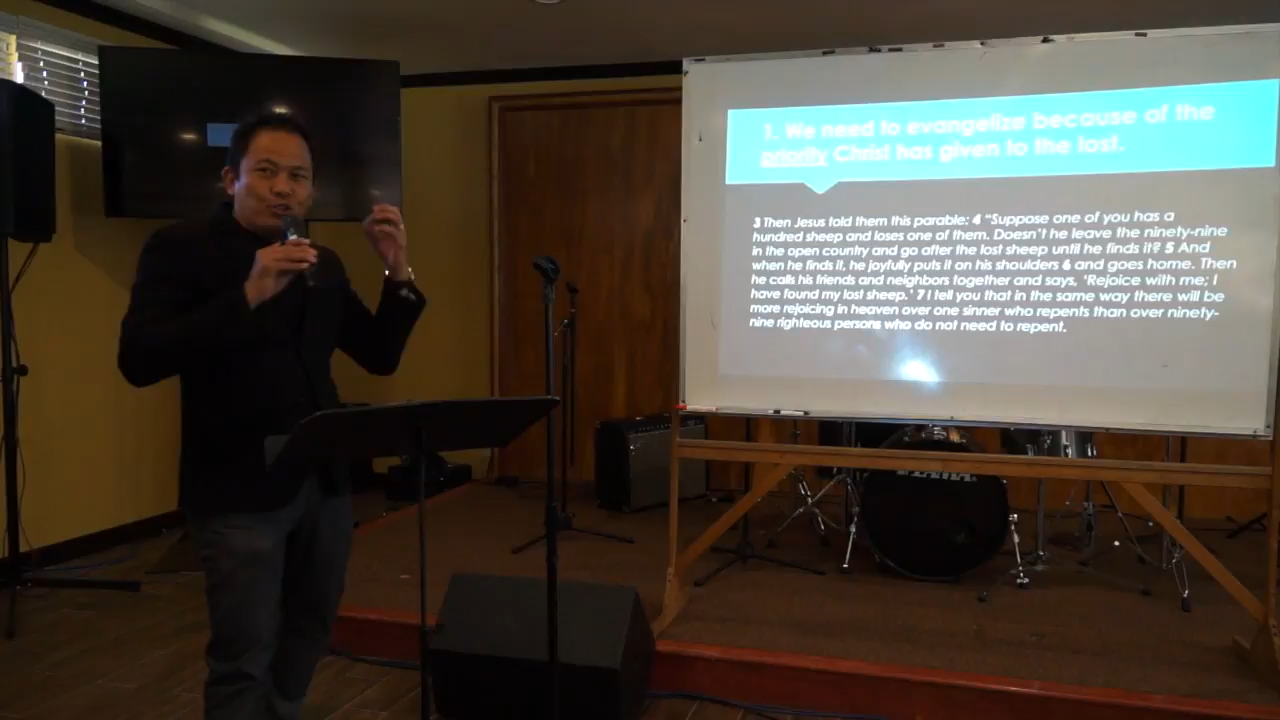 1. We need to evangelize because of the
priority Christ has given to the lost.
3 Then Jesus told them this parable: 4 “Suppose one of you has a
hundred sheep and loses one of them. Doesn’t he leave the ninety-nine
in the open country and go after the lost sheep until he finds it? 5 And
when he finds it, he joyfully puts it on his shoulders 6 and goes home. Then
he calls his friends and neighbors together and says, ‘Rejoice with me; I
have found my lost sheep.’ 7 I tell you that in the same way there will be
more rejoicing in heaven over one sinner who repents than over ninety-
nine righteous persons who do not need to repent.
TAMA